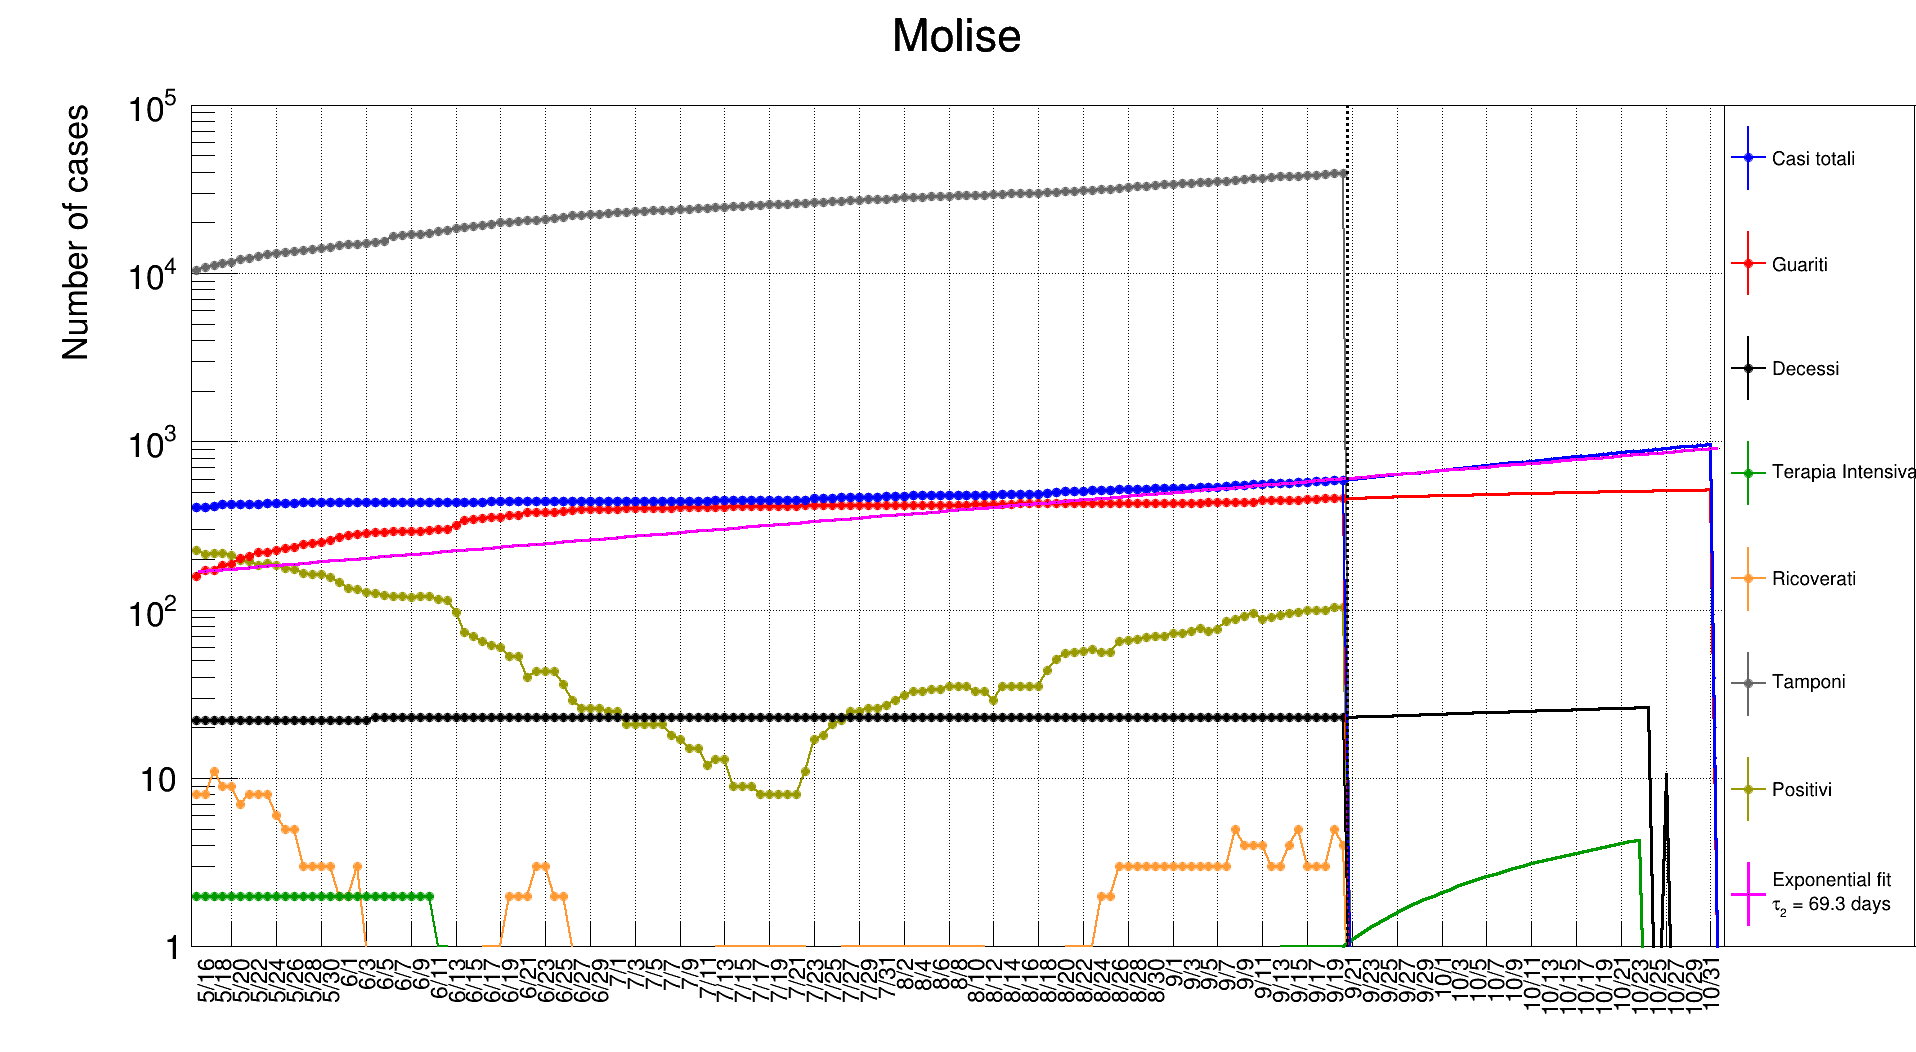 Molise
Number of cases
10^5
10^4
10^3
10^2
10
1
5/16 5/18 5/20 5/22 5/24 5/26 5/28 5/30 6/1 6/3 6/5 6/7 6/9 6/11 6/13 6/15 6/17 6/19 6/21 6/23 6/25 6/27 6/29 7/1 7/3 7/5 7/7 7/9 7/11 7/13 7/15 7/17 7/19 7/21 7/23 7/25 7/27 7/29 7/31 8/2 8/4 8/6 8/8 8/10 8/12 8/14 8/16 8/18 8/20 8/22 8/24 8/26 8/28 8/30 9/1 9/3 9/5 9/7 9/9 9/11 9/13 9/15 9/17 9/19 9/21 9/23 9/25 9/27 9/29 10/1 10/3 10/5 10/7 10/9 10/11 10/13 10/15 10/17 10/19 10/21 10/23 10/25 10/27 10/29 10/31
Casi totali
Guariti
Decessi
Terapia Intensiva
Ricoverati
Tamponi
Positivi
Exponential fit
τ₂ = 69.3 days